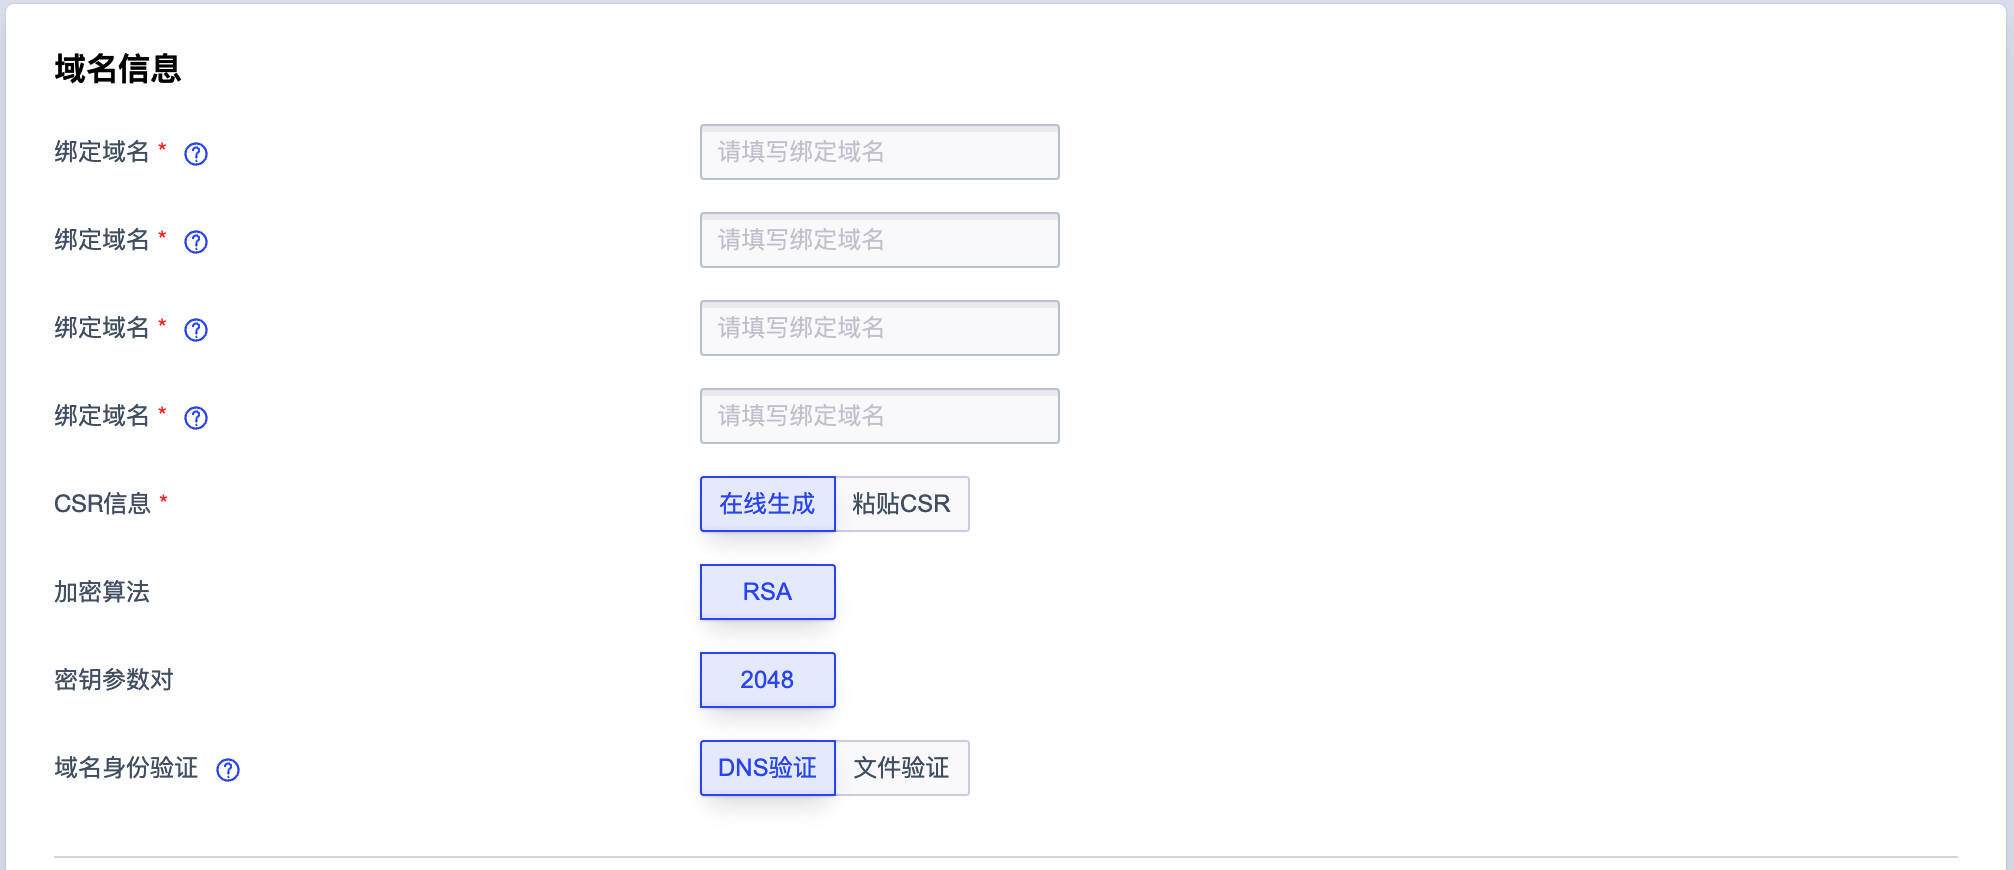 域名信息
绑定域名 * 请填写绑定域名
绑定域名 * 请填写绑定域名
绑定域名 * 请填写绑定域名
绑定域名 * 请填写绑定域名
CSR信息 * 在线生成 粘贴CSR
加密算法 RSA
密钥参数对 2048
域名身份验证 DNS验证 文件验证